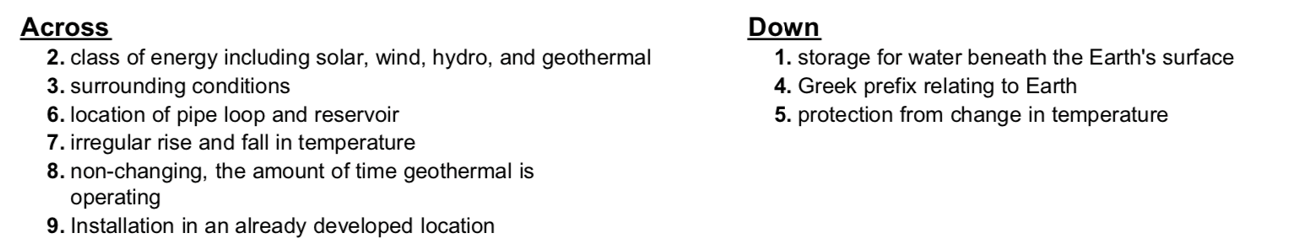 Across
2. class of energy including solar, wind, hydro, and geothermal
3. surrounding conditions
6. location of pipe loop and reservoir
7. irregular rise and fall in temperature
8. non-changing, the amount of time geothermal is
operating
9. Installation in an already developed location
Down
1. storage for water beneath the Earth's surface
4. Greek prefix relating to Earth
5. protection from change in temperature